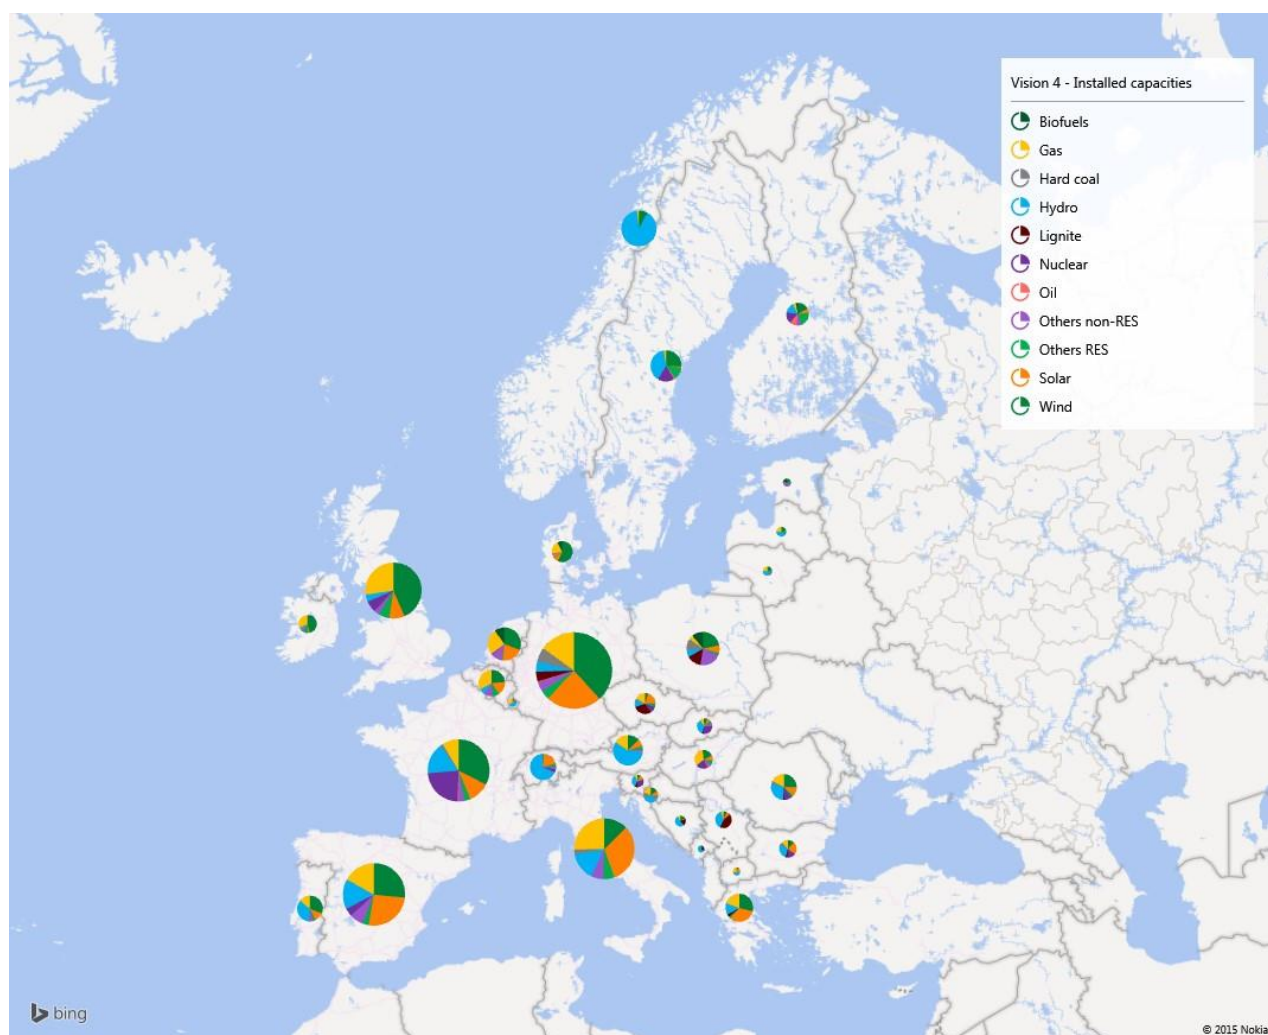 Vision 4 - Installed capacities
Biofuels
Gas
Hard coal
Hydro
Lignite
Nuclear
Oil
Others non-RES
Others RES
Solar
Wind
bing
© 2015 Nokia